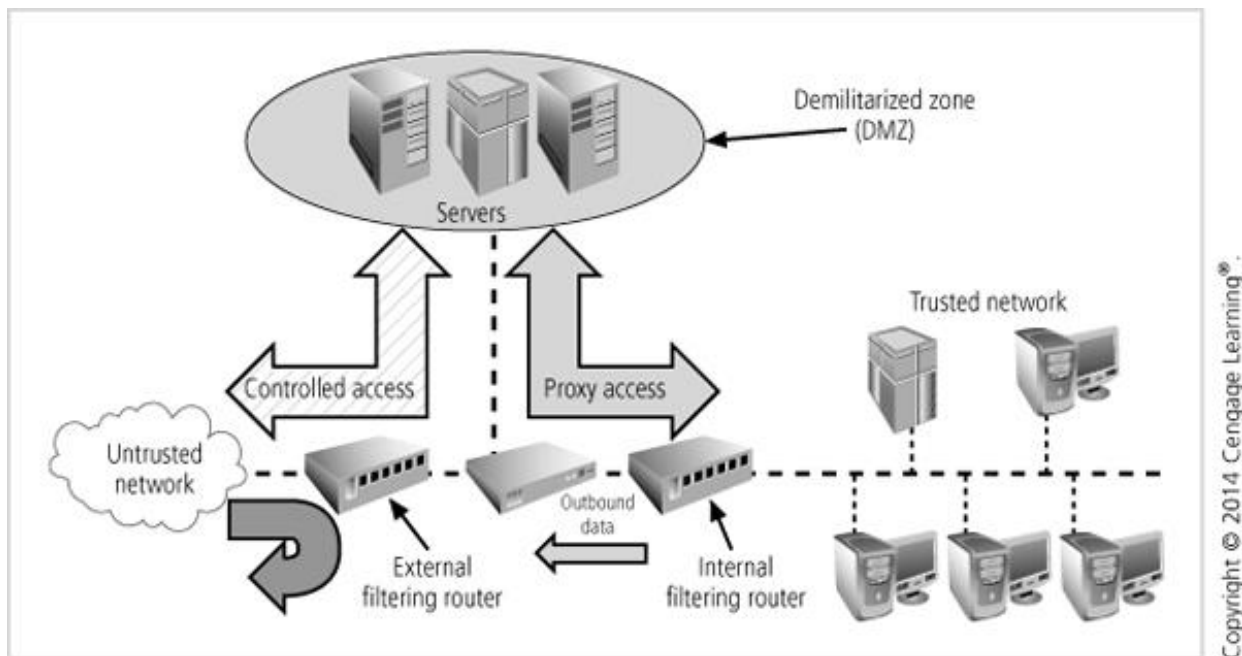 Demilitarized zone
(DMZ)
Servers
Trusted network
Controlled access
Proxy access
Untrusted
network
Outbound
data
External
filtering router
Internal
filtering router
Copyright © 2014 Cengage Learning®.